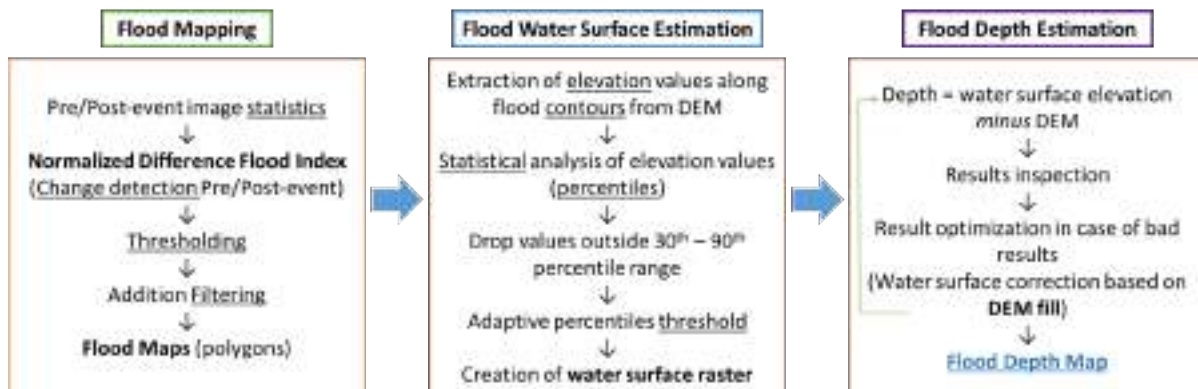 Flood Mapping
Pre/Post-event image statistics
↓
Normalized Difference Flood Index
(Change detection Pre/Post-event)
↓
Thresholding
↓
Addition Filtering
↓
Flood Maps (polygons)
Flood Water Surface Estimation
Extraction of elevation values along
flood contours from DEM
↓
Statistical analysis of elevation values
(percentiles)
↓
Drop values outside 30th – 90th
percentile range
↓
Adaptive percentiles threshold
↓
Creation of water surface raster
Flood Depth Estimation
Depth = water surface elevation
minus DEM
↓
Results inspection
↓
Result optimization in case of bad
results
(Water surface correction based on
DEM fill)
↓
Flood Depth Map